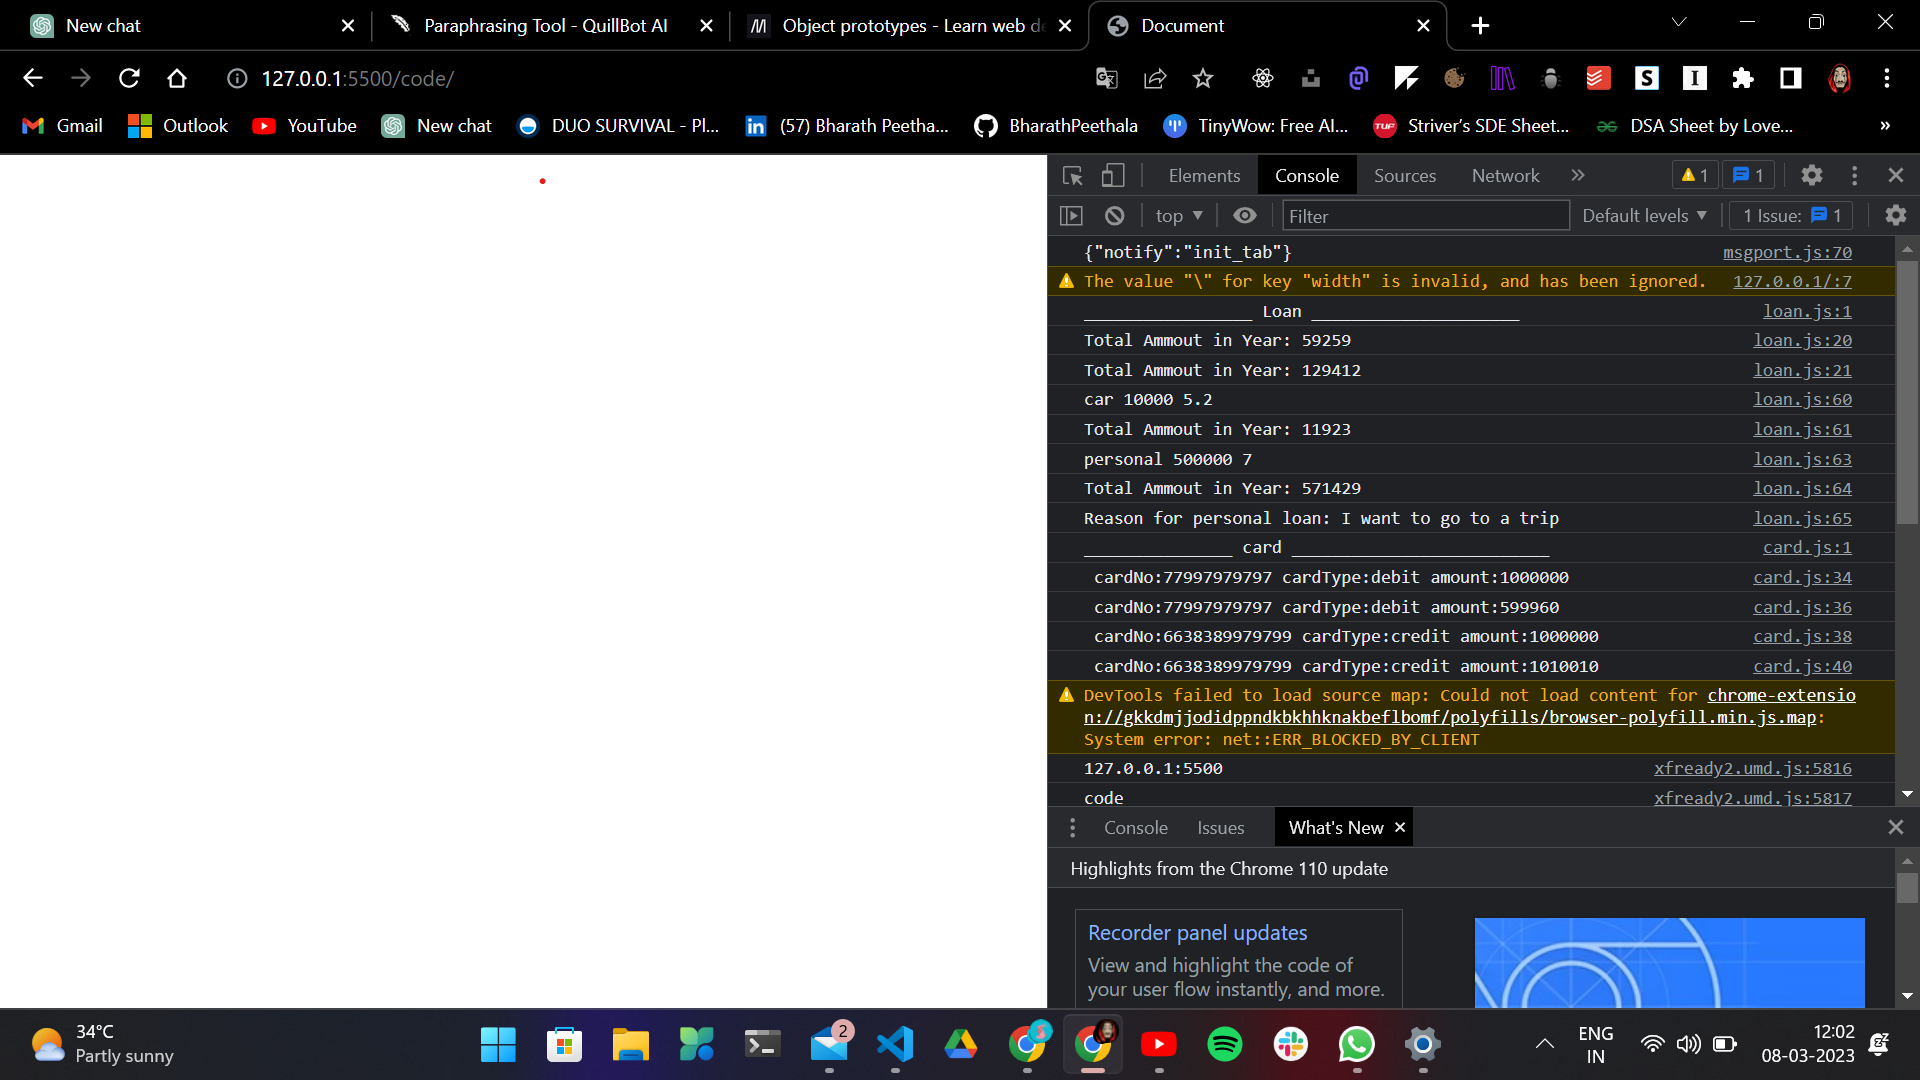 New chat
Paraphrasing Tool - QuillBot AI
Object prototypes - Learn web de
Document
127.0.0.1:5500/code/
Gmail
Outlook
YouTube
New chat
DUO SURVIVAL - Pl...
(57) Bharath Peetha...
BharathPeethala
TinyWow: Free AI...
Striver's SDE Sheet...
DSA Sheet by Love...
Elements
Console
Sources
Network
1
1
top
Filter
Default levels
1 Issue: 1
{"notify":"init_tab"} msgport.js:70
The value "\" for key "width" is invalid, and has been ignored. 127.0.0.1/:7
_________________ Loan _____________________ loan.js:1
Total Ammout in Year: 59259 loan.js:20
Total Ammout in Year: 129412 loan.js:21
car 10000 5.2 loan.js:60
Total Ammout in Year: 11923 loan.js:61
personal 500000 7 loan.js:63
Total Ammout in Year: 571429 loan.js:64
Reason for personal loan: I want to go to a trip loan.js:65
_______________ card __________________________ card.js:1
cardNo:77997979797 cardType:debit amount:1000000 card.js:34
cardNo:77997979797 cardType:debit amount:599960 card.js:36
cardNo:6638389979799 cardType:credit amount:1000000 card.js:38
cardNo:6638389979799 cardType:credit amount:1010010 card.js:40
DevTools failed to load source map: Could not load content for chrome-extensio
n://gkkdmjjodidppndkbkhhknakbeflbomf/polyfills/browser-polyfill.min.js.map:
System error: net::ERR_BLOCKED_BY_CLIENT
127.0.0.1:5500 xfready2.umd.js:5816
code xfready2.umd.js:5817
Console
Issues
What's New
Highlights from the Chrome 110 update
Recorder panel updates
View and highlight the code of
your user flow instantly, and more.
34°C
Partly sunny
2
ENG
IN
12:02
08-03-2023